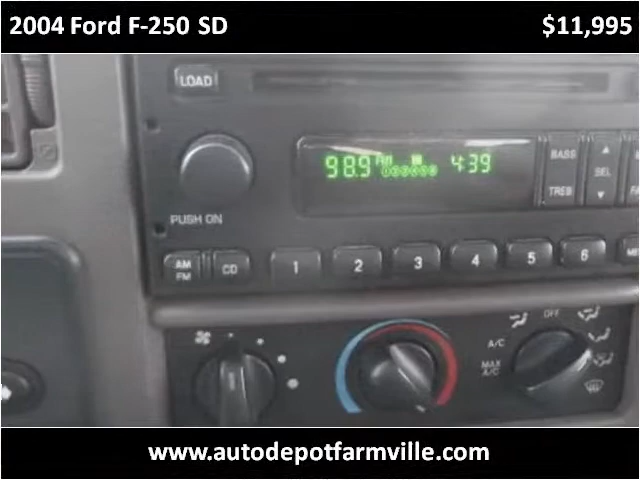 2004 Ford F-250 SD $11,995
LOAD
98.9 FM 4:39
BASS
SEL
TREB
PUSH ON
AM FM
CD
1 2 3 4 5 6
OFF
A/C
MAX A/C
www.autodepotfarmville.com